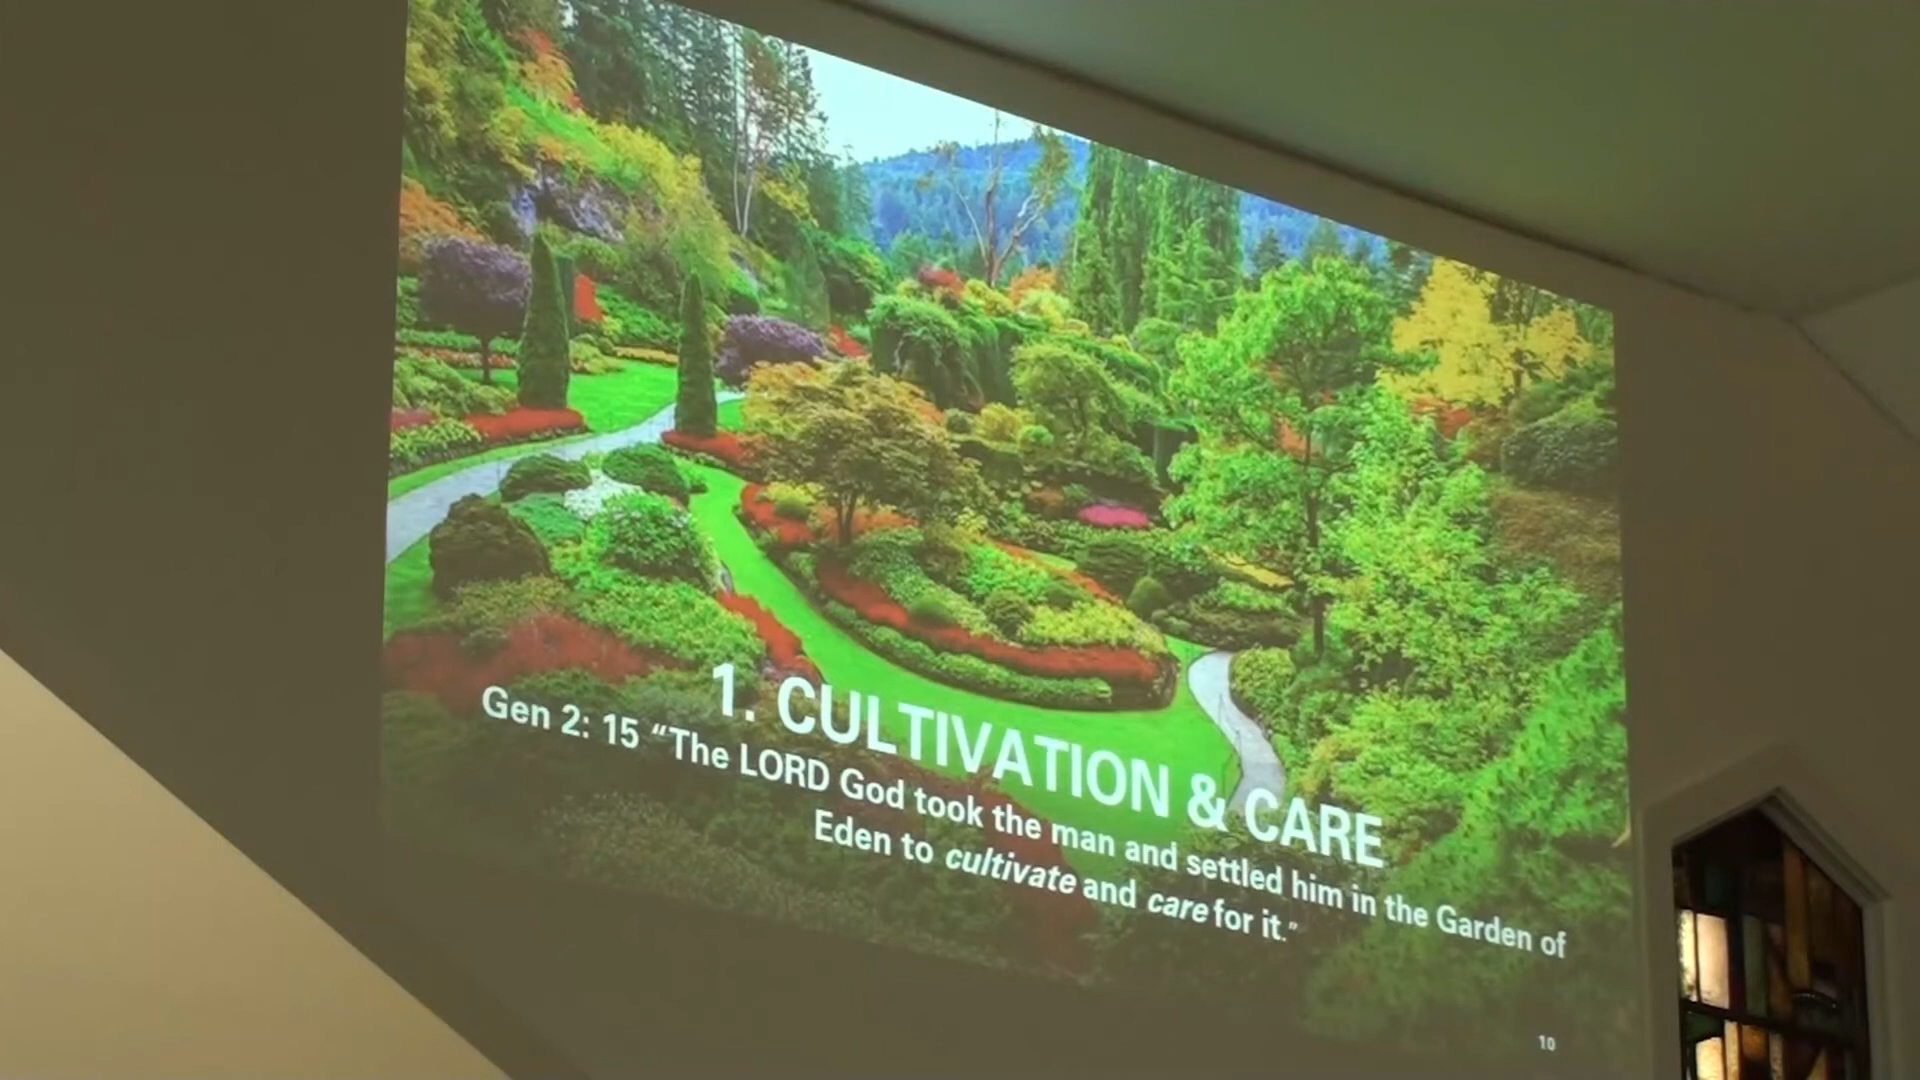 1. CULTIVATION & CARE
Gen 2: 15 “The LORD God took the man and settled him in the Garden of
Eden to cultivate and care for it.”
10